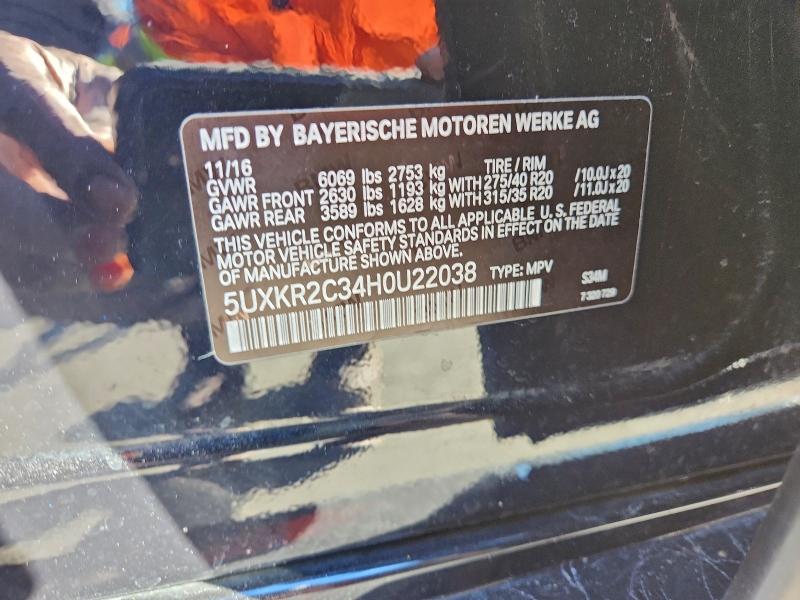 MFD BY BAYERISCHE MOTOREN WERKE AG
11/16 TIRE / RIM
GVWR 6069 lbs 2753 kg
GAWR FRONT 2630 lbs 1193 kg WITH 275/40 R20 /10.0J x 20
GAWR REAR 3589 lbs 1628 kg WITH 315/35 R20 /11.0J x 20
THIS VEHICLE CONFORMS TO ALL APPLICABLE U.S. FEDERAL
MOTOR VEHICLE SAFETY STANDARDS IN EFFECT ON THE DATE
OF MANUFACTURE SHOWN ABOVE.
5UXKR2C34H0U22038 TYPE: MPV S34M
7 320 729